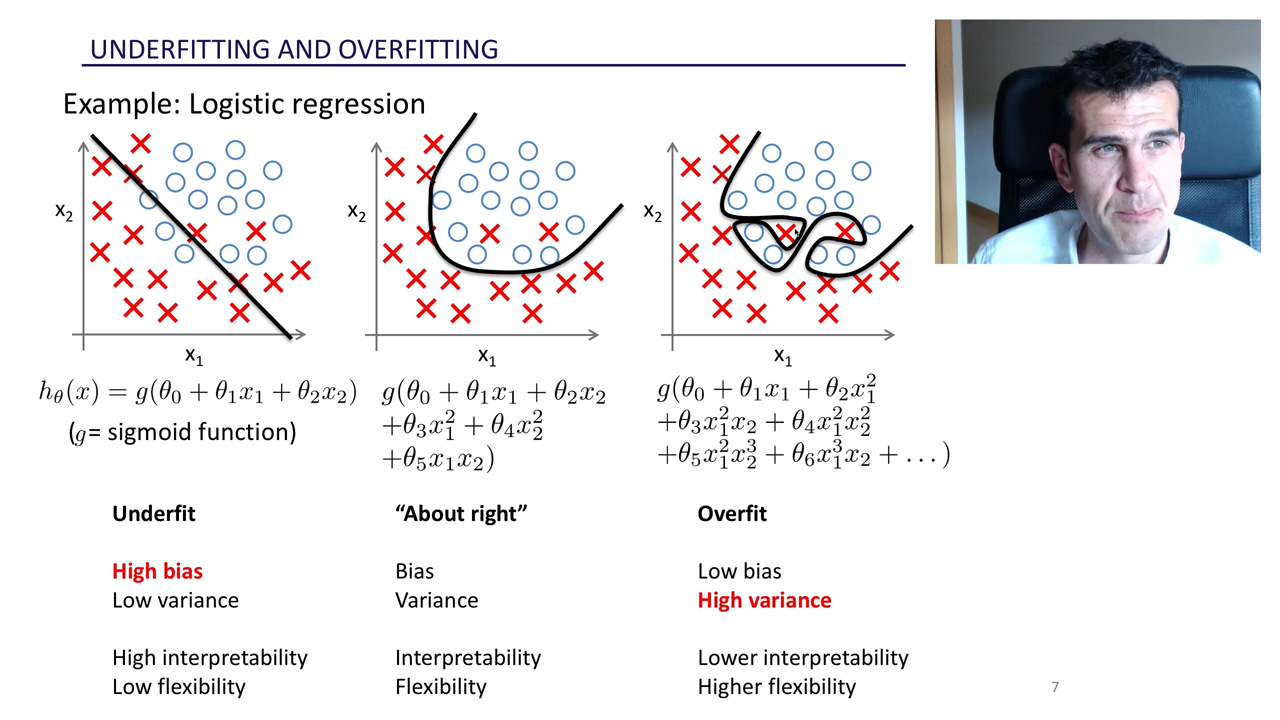 UNDERFITTING AND OVERFITTING
Example: Logistic regression
x₂
x₁
x₂
x₁
x₂
x₁
h_θ(x) = g(θ₀ + θ₁x₁ + θ₂x₂)
(g= sigmoid function)
g(θ₀ + θ₁x₁ + θ₂x₂
+θ₃x₁² + θ₄x₂²
+θ₅x₁x₂)
g(θ₀ + θ₁x₁ + θ₂x₁²
+θ₃x₁²x₂ + θ₄x₁²x₂²
+θ₅x₁²x₂³ + θ₆x₁³x₂ + . . . )
Underfit
High bias
Low variance
High interpretability
Low flexibility
“About right”
Bias
Variance
Interpretability
Flexibility
Overfit
Low bias
High variance
Lower interpretability
Higher flexibility
7